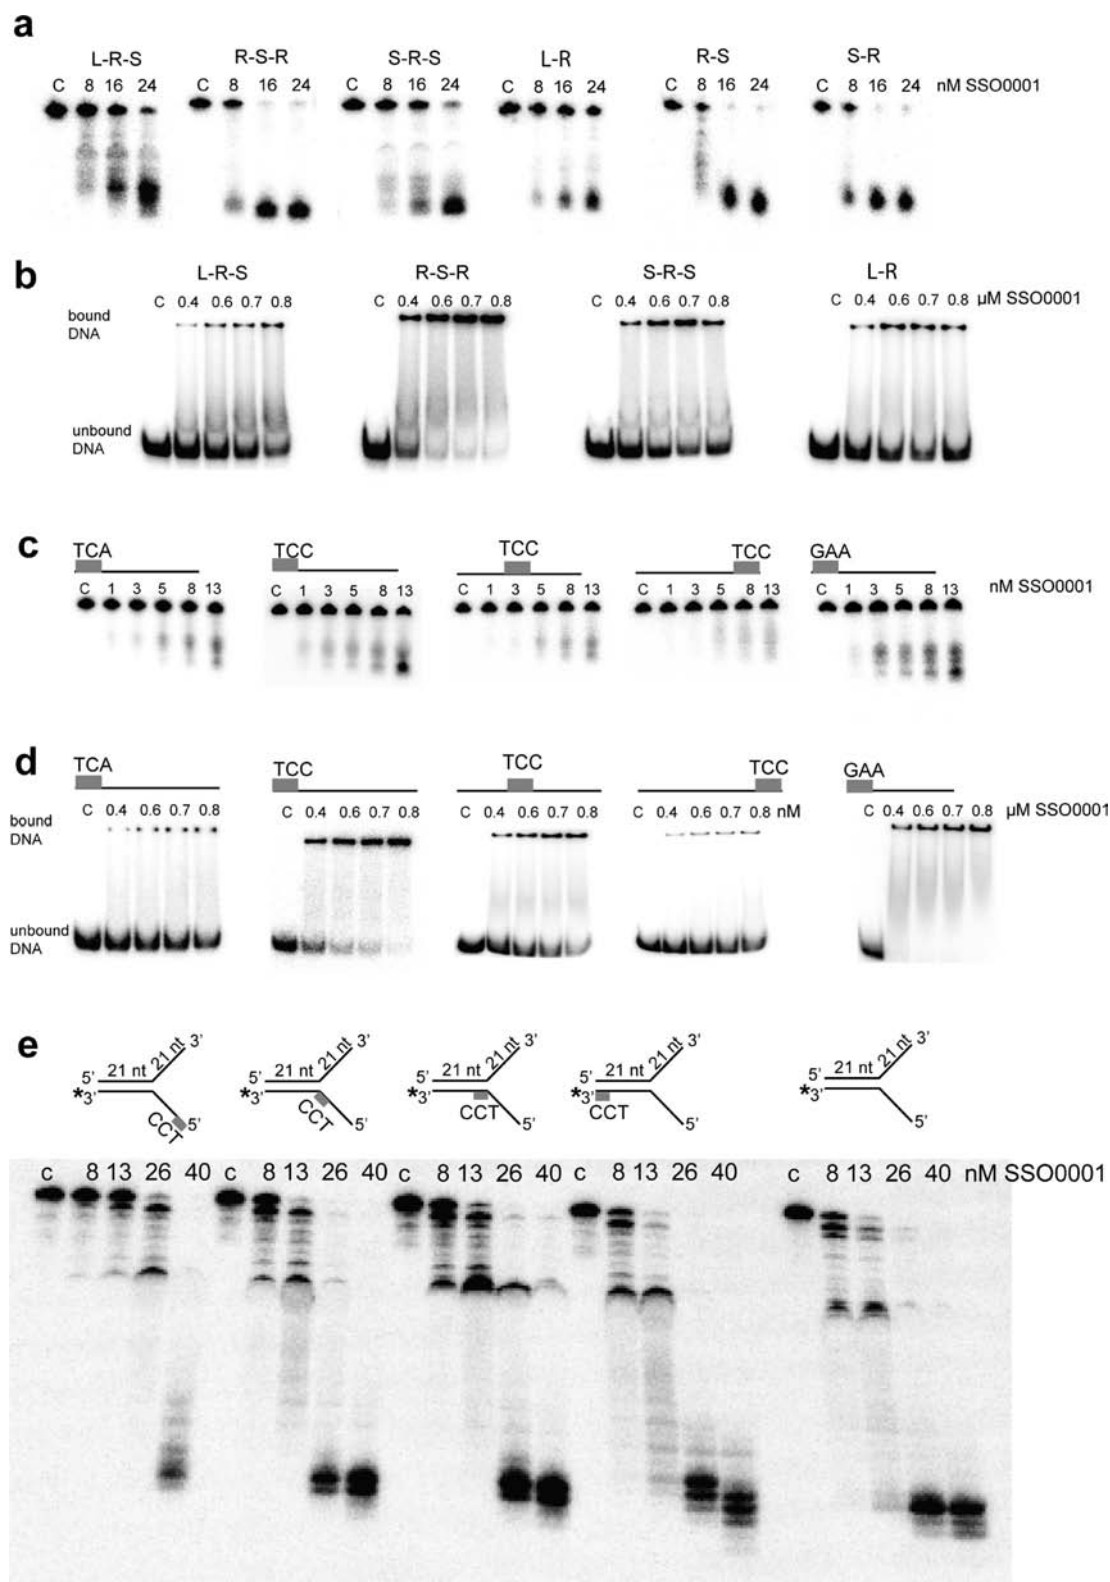 a
L-R-S R-S-R S-R-S L-R R-S S-R
C 8 16 24 C 8 16 24 C 8 16 24 C 8 16 24 C 8 16 24 C 8 16 24 nM SSO0001
b
L-R-S R-S-R S-R-S L-R
C 0.4 0.6 0.7 0.8 C 0.4 0.6 0.7 0.8 C 0.4 0.6 0.7 0.8 C 0.4 0.6 0.7 0.8 µM SSO0001
bound
DNA
unbound
DNA
c
TCA TCC TCC TCC GAA
C 1 3 5 8 13 C 1 3 5 8 13 C 1 3 5 8 13 C 1 3 5 8 13 C 1 3 5 8 13 nM SSO0001
d
TCA TCC TCC TCC GAA
C 0.4 0.6 0.7 0.8 C 0.4 0.6 0.7 0.8 C 0.4 0.6 0.7 0.8 C 0.4 0.6 0.7 0.8 nM C 0.4 0.6 0.7 0.8 µM SSO0001
bound
DNA
unbound
DNA
e
21 nt 3' 21 nt 3' 21 nt 3' 21 nt 3' 21 nt 3'
5' 21 nt 5' 21 nt 5' 21 nt 5' 21 nt 5' 21 nt
*3' *3' *3' *3' *3'
CCT 5' CCT 5' CCT 5' CCT 5' 5'
c 8 13 26 40 c 8 13 26 40 c 8 13 26 40 c 8 13 26 40 c 8 13 26 40 nM SSO0001